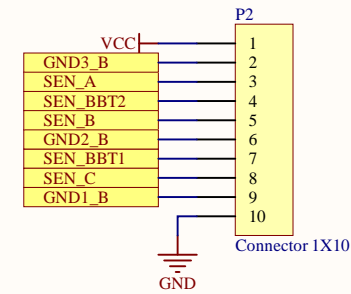 P2
VCC 1
GND3_B 2
SEN_A 3
SEN_BBT2 4
SEN_B 5
GND2_B 6
SEN_BBT1 7
SEN_C 8
GND1_B 9
10
Connector 1X10
GND